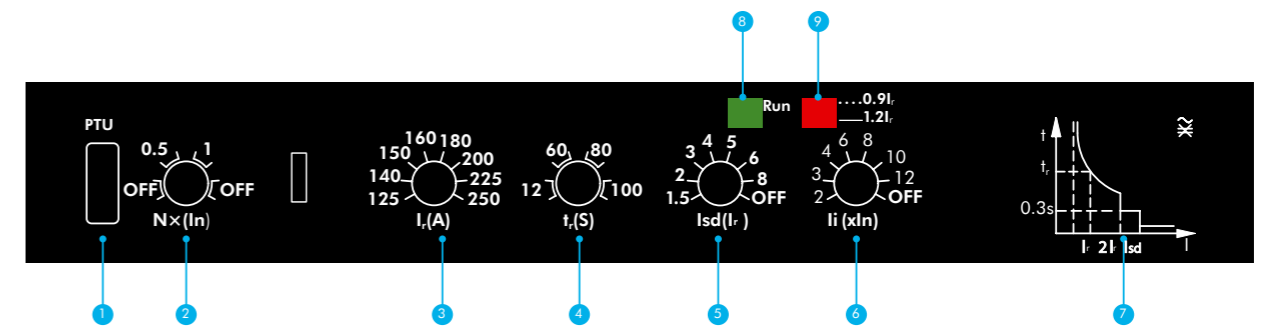 8 9
Run ....0.9Ir
___1.2Ir
PTU
0.5 1
OFF OFF
N×(In)
125 140 150 160 180 200 225 250
Ir(A)
12 60 80 100
tr(S)
1.5 2 3 4 5 6 8 OFF
Isd(Ir)
2 3 4 6 8 10 12 OFF
Ii (xIn)
t
tr
0.3s
Ir 2Ir Isd I
1 2 3 4 5 6 7